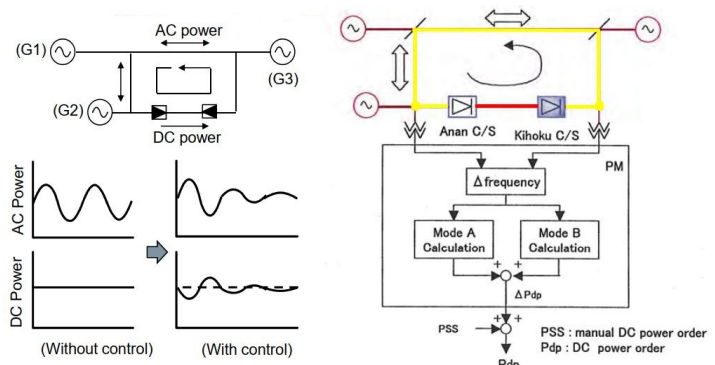 AC power
(G1)
(G3)
(G2)
DC power
AC Power
DC Power
(Without control)
(With control)
Anan C/S
Kihoku C/S
PM
Δfrequency
Mode A
Calculation
Mode B
Calculation
+
+
ΔPdp
+
+
PSS
PSS : manual DC power order
Pdp : DC power order
Pdp